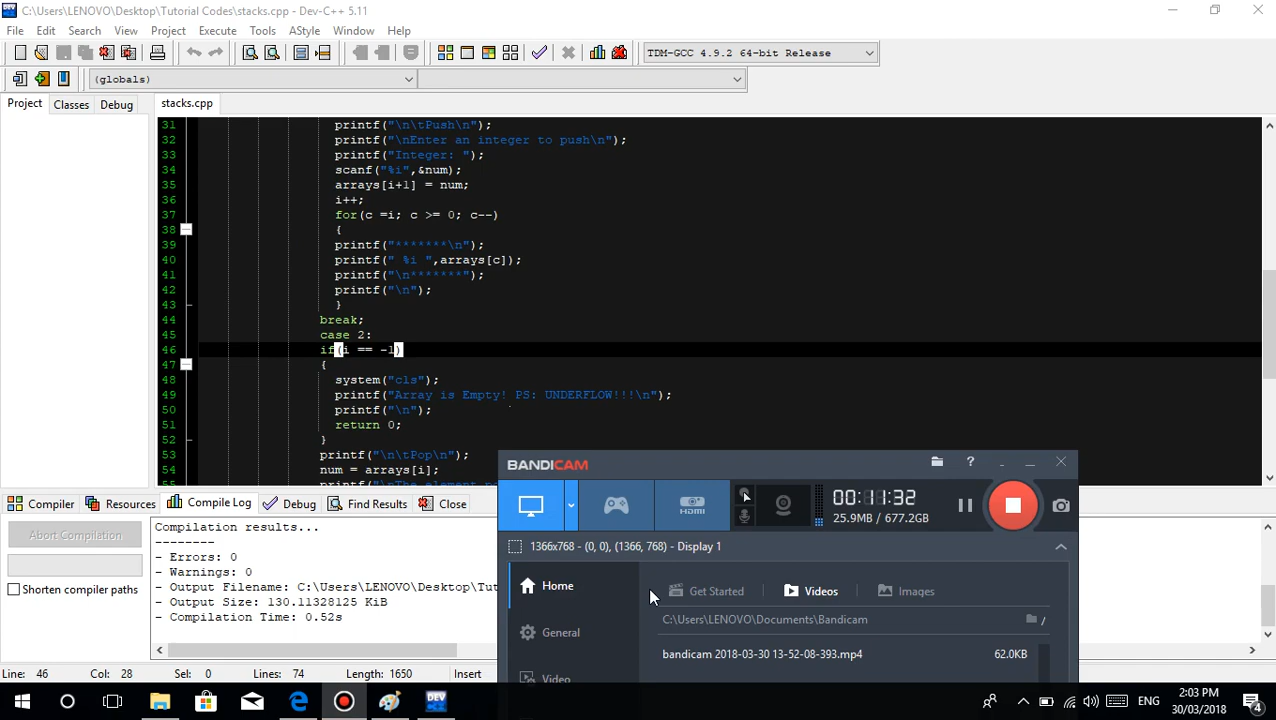 C:\Users\LENOVO\Desktop\Tutorial Codes\stacks.cpp - Dev-C++ 5.11
File Edit Search View Project Execute Tools AStyle Window Help
TDM-GCC 4.9.2 64-bit Release
(globals)
Project Classes Debug stacks.cpp
31 printf("\n\tPush\n");
32 printf("\nEnter an integer to push\n");
33 printf("Integer: ");
34 scanf("%i",&num);
35 arrays[i+1] = num;
36 i++;
37 for(c =i; c >= 0; c--)
38 {
39 printf("*******\n");
40 printf(" %i ",arrays[c]);
41 printf("\n*******");
42 printf("\n");
43 }
44 break;
45 case 2:
46 if(i == -1)
47 {
48 system("cls");
49 printf("Array is Empty! PS: UNDERFLOW!!!\n");
50 printf("\n");
51 return 0;
52 }
53 printf("\n\tPop\n");
54 num = arrays[i];
BANDICAM
00:11:32
25.9MB / 677.2GB
1366x768 - (0, 0), (1366, 768) - Display 1
Home
General
Video
Get Started Videos Images
C:\Users\LENOVO\Documents\Bandicam /
bandicam 2018-03-30 13-52-08-393.mp4 62.0KB
Compiler Resources Compile Log Debug Find Results Close
Abort Compilation
Shorten compiler paths
Compilation results...
--------
- Errors: 0
- Warnings: 0
- Output Filename: C:\Users\LENOVO\Desktop\Tut
- Output Size: 130.11328125 KiB
- Compilation Time: 0.52s
Line: 46 Col: 28 Sel: 0 Lines: 74 Length: 1650 Insert
DEV
ENG
2:03 PM
30/03/2018
4